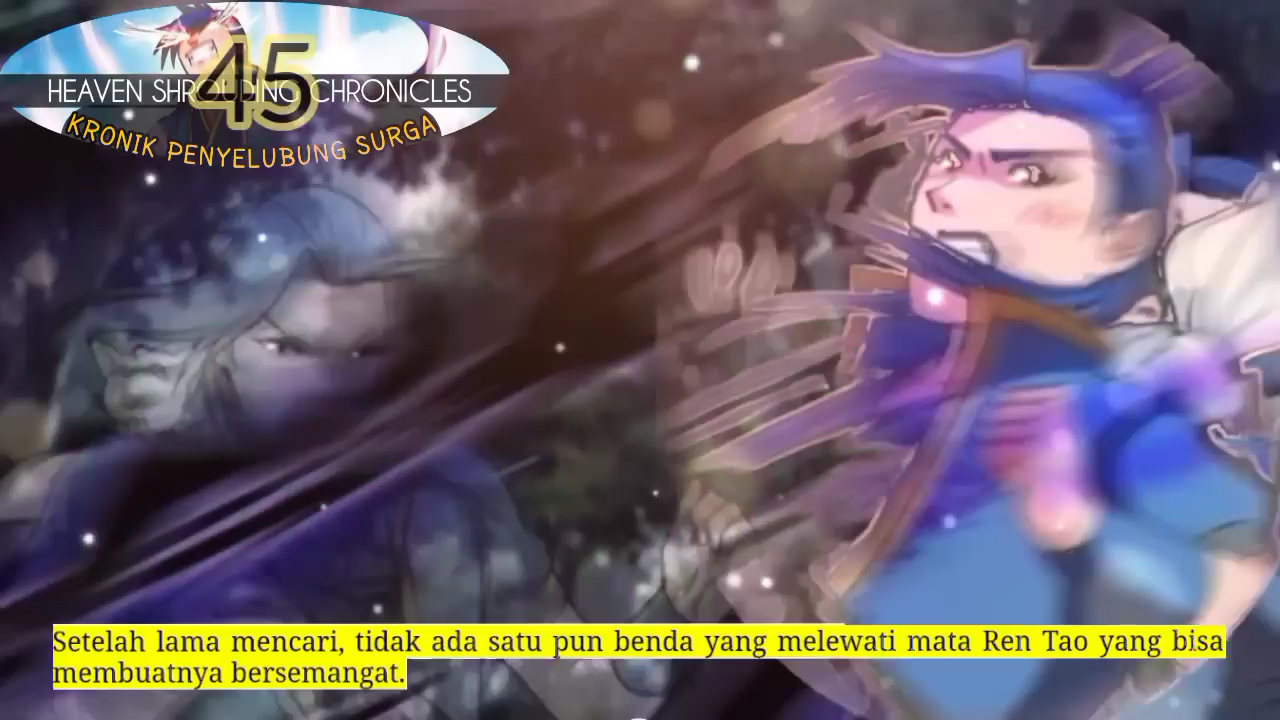 45
HEAVEN SHROUDING CHRONICLES
KRONIK PENYELUBUNG SURGA
Setelah lama mencari, tidak ada satu pun benda yang melewati mata Ren Tao yang bisa
membuatnya bersemangat.